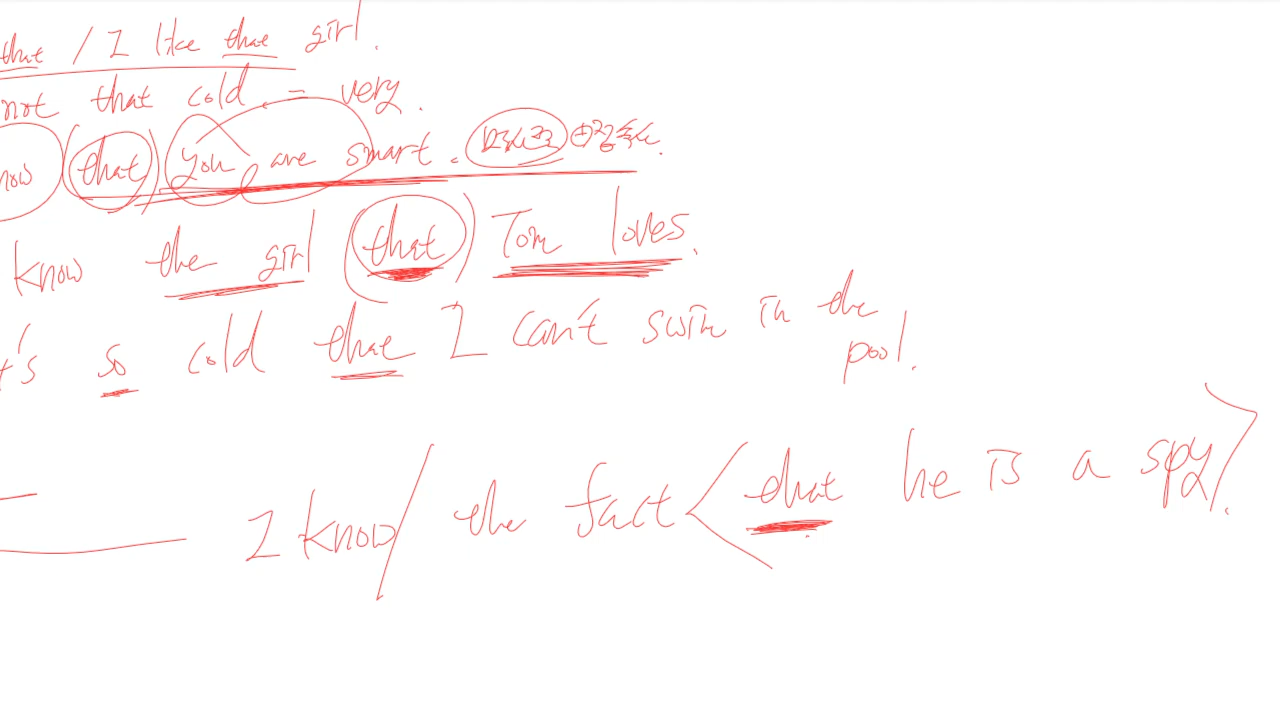 that / I like that girl.
not that cold. = very.
now (that) you are smart.
know the girl (that) Tom loves.
t's so cold that I can't swim in the
pool.
I know / the fact < that he is a spy >.